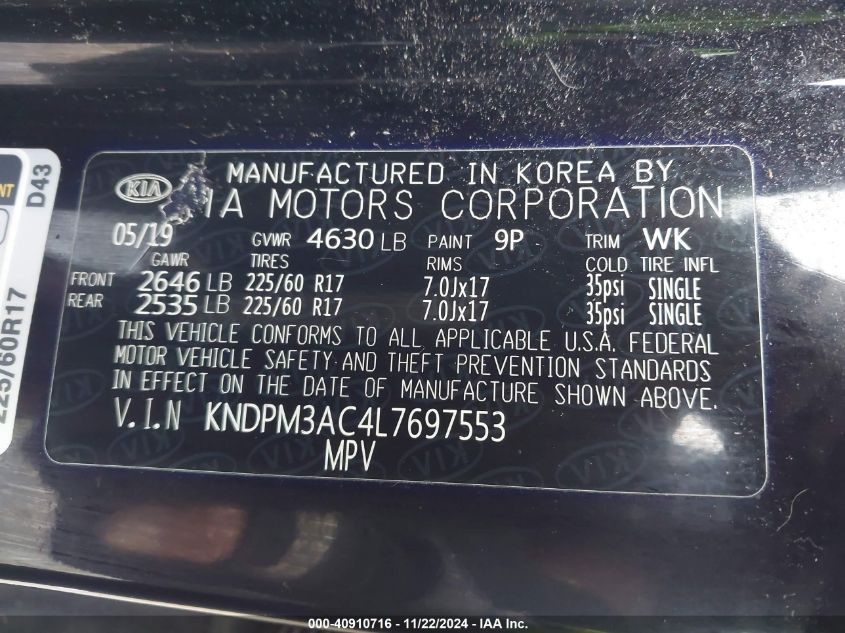 KIA MANUFACTURED IN KOREA BY
IA MOTORS CORPORATION
05/19 GVWR 4630 LB PAINT 9P TRIM WK
GAWR TIRES RIMS COLD TIRE INFL
FRONT 2646 LB 225/60 R17 7.0Jx17 35psi SINGLE
REAR 2535 LB 225/60 R17 7.0Jx17 35psi SINGLE
THIS VEHICLE CONFORMS TO ALL APPLICABLE U.S.A. FEDERAL
MOTOR VEHICLE SAFETY AND THEFT PREVENTION STANDARDS
IN EFFECT ON THE DATE OF MANUFACTURE SHOWN ABOVE.
V.I.N KNDPM3AC4L7697553
MPV
D43
225/60R17
000-40910716 - 11/22/2024 - IAA Inc.